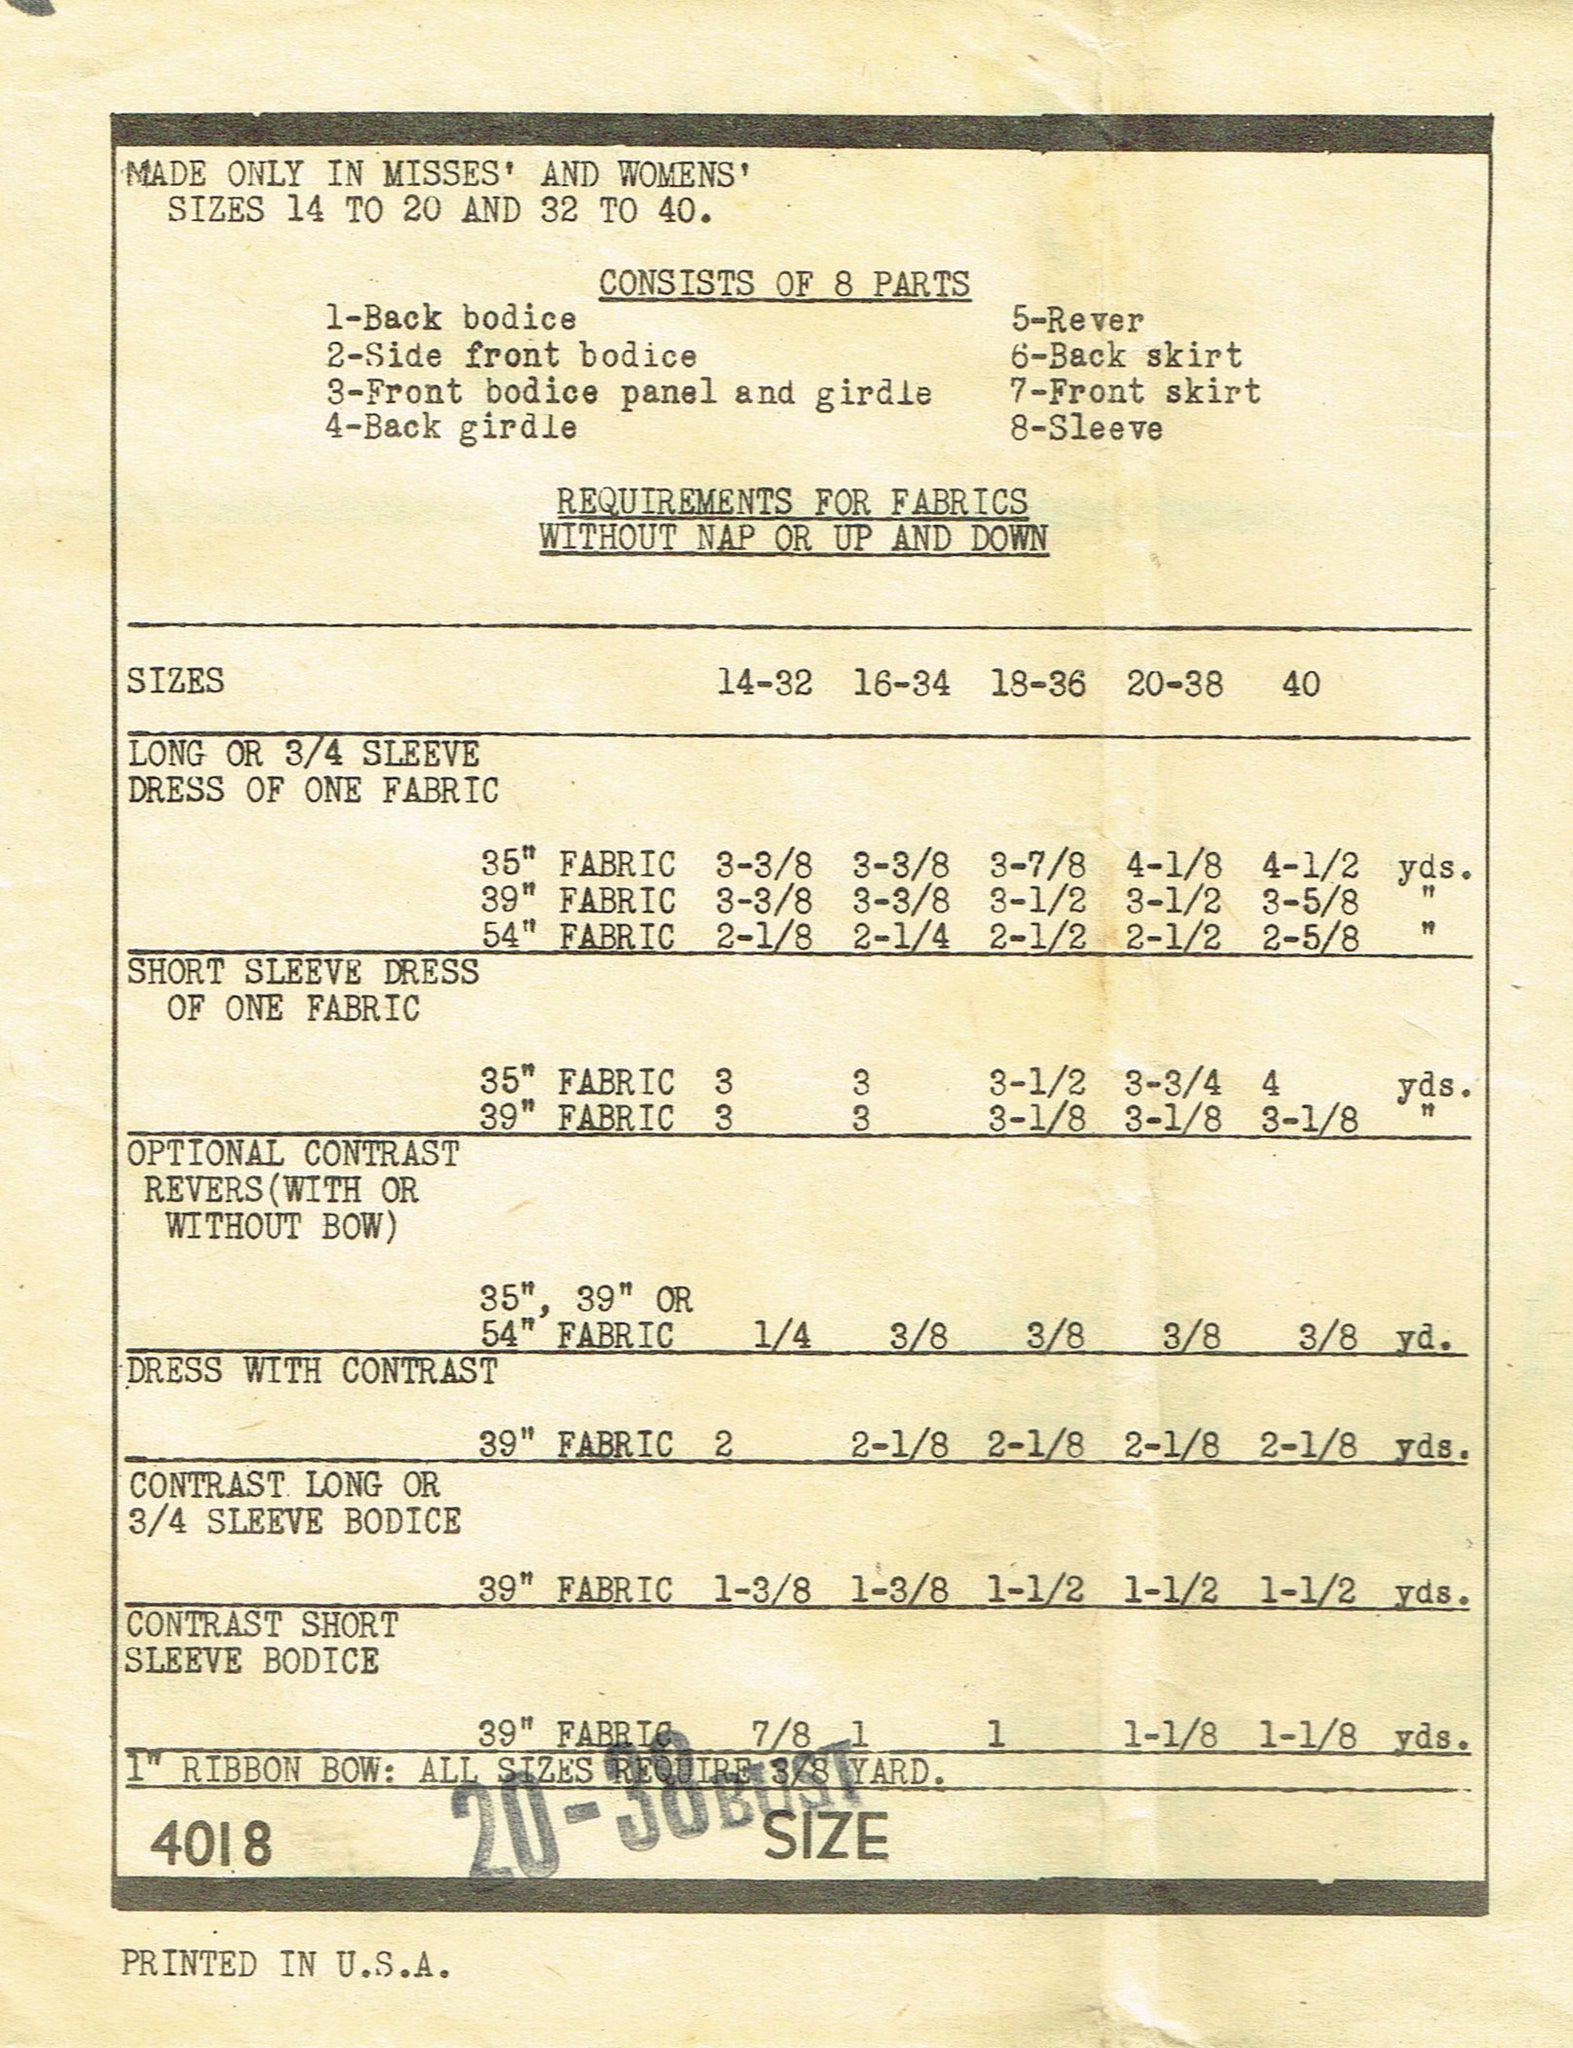 MADE ONLY IN MISSES' AND WOMENS'
SIZES 14 TO 20 AND 32 TO 40.
CONSISTS OF 8 PARTS
1-Back bodice 5-Rever
2-Side front bodice 6-Back skirt
3-Front bodice panel and girdle 7-Front skirt
4-Back girdle 8-Sleeve
REQUIREMENTS FOR FABRICS
WITHOUT NAP OR UP AND DOWN
SIZES 14-32 16-34 18-36 20-38 40
LONG OR 3/4 SLEEVE
DRESS OF ONE FABRIC
35" FABRIC 3-3/8 3-3/8 3-7/8 4-1/8 4-1/2 yds.
39" FABRIC 3-3/8 3-3/8 3-1/2 3-1/2 3-5/8 "
54" FABRIC 2-1/8 2-1/4 2-1/2 2-1/2 2-5/8 "
SHORT SLEEVE DRESS
OF ONE FABRIC
35" FABRIC 3 3 3-1/2 3-3/4 4 yds.
39" FABRIC 3 3 3-1/8 3-1/8 3-1/8 "
OPTIONAL CONTRAST
REVERS(WITH OR
WITHOUT BOW)
35", 39" OR
54" FABRIC 1/4 3/8 3/8 3/8 3/8 yd.
DRESS WITH CONTRAST
39" FABRIC 2 2-1/8 2-1/8 2-1/8 2-1/8 yds.
CONTRAST LONG OR
3/4 SLEEVE BODICE
39" FABRIC 1-3/8 1-3/8 1-1/2 1-1/2 1-1/2 yds.
CONTRAST SHORT
SLEEVE BODICE
39" FABRIC 7/8 1 1 1-1/8 1-1/8 yds.
1" RIBBON BOW: ALL SIZES REQUIRE 3/8 YARD.
20-38 BUST
4018 SIZE
PRINTED IN U.S.A.